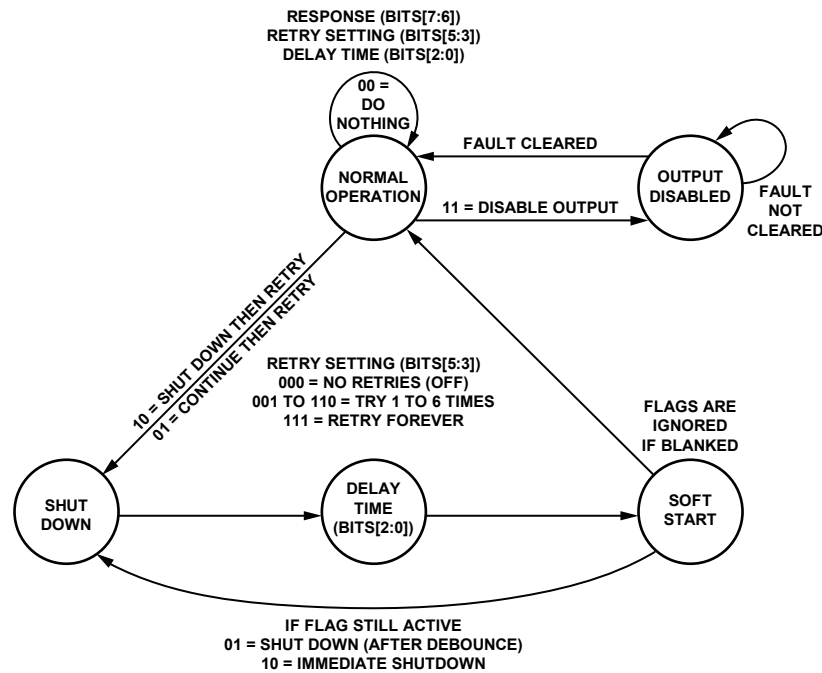 RESPONSE (BITS[7:6])
RETRY SETTING (BITS[5:3])
DELAY TIME (BITS[2:0])
00 =
DO
NOTHING
NORMAL
OPERATION
FAULT CLEARED
11 = DISABLE OUTPUT
OUTPUT
DISABLED
FAULT
NOT
CLEARED
10 = SHUT DOWN THEN RETRY
01 = CONTINUE THEN RETRY
RETRY SETTING (BITS[5:3])
000 = NO RETRIES (OFF)
001 TO 110 = TRY 1 TO 6 TIMES
111 = RETRY FOREVER
FLAGS ARE
IGNORED
IF BLANKED
SHUT
DOWN
DELAY
TIME
(BITS[2:0])
SOFT
START
IF FLAG STILL ACTIVE
01 = SHUT DOWN (AFTER DEBOUNCE)
10 = IMMEDIATE SHUTDOWN